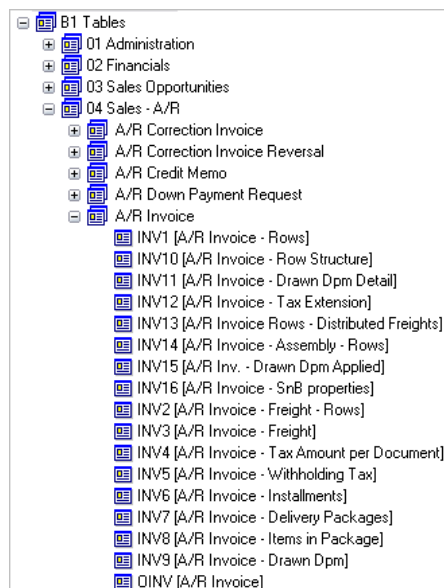 B1 Tables
01 Administration
02 Financials
03 Sales Opportunities
04 Sales - A/R
A/R Correction Invoice
A/R Correction Invoice Reversal
A/R Credit Memo
A/R Down Payment Request
A/R Invoice
INV1 [A/R Invoice - Rows]
INV10 [A/R Invoice - Row Structure]
INV11 [A/R Invoice - Drawn Dpm Detail]
INV12 [A/R Invoice - Tax Extension]
INV13 [A/R Invoice Rows - Distributed Freights]
INV14 [A/R Invoice - Assembly - Rows]
INV15 [A/R Inv. - Drawn Dpm Applied]
INV16 [A/R Invoice - SnB properties]
INV2 [A/R Invoice - Freight - Rows]
INV3 [A/R Invoice - Freight]
INV4 [A/R Invoice - Tax Amount per Document]
INV5 [A/R Invoice - Withholding Tax]
INV6 [A/R Invoice - Installments]
INV7 [A/R Invoice - Delivery Packages]
INV8 [A/R Invoice - Items in Package]
INV9 [A/R Invoice - Drawn Dpm]
OINV [A/R Invoice]